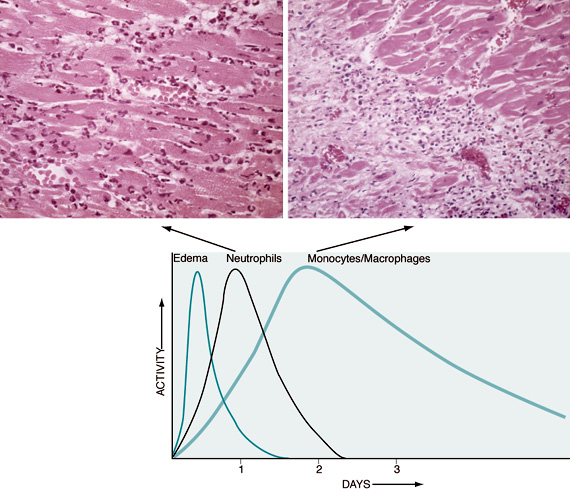 Edema Neutrophils Monocytes/Macrophages
ACTIVITY
1 2 3
DAYS